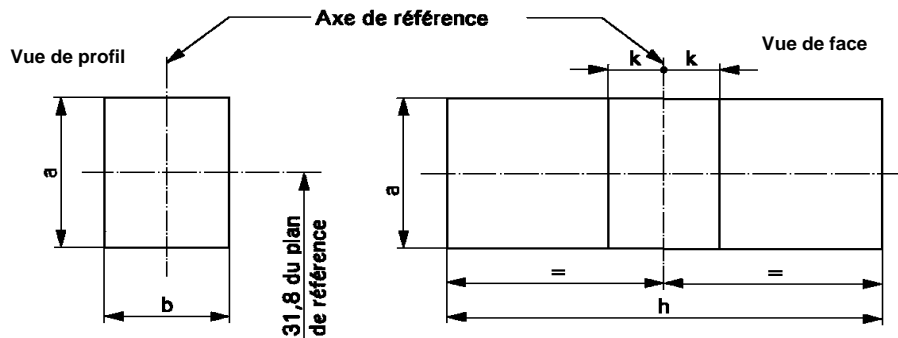 Axe de référence
Vue de profil
Vue de face
k k
a
a
31,8 du plan
de référence
b
= =
h